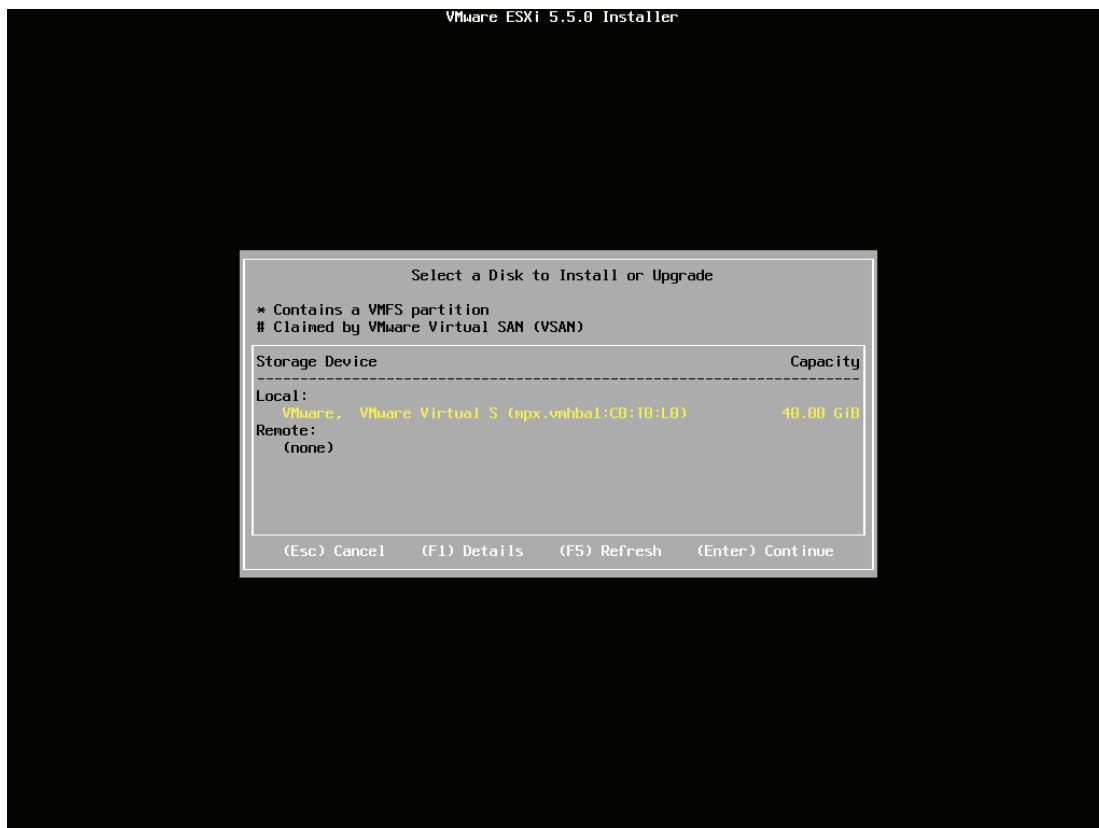 VMware ESXi 5.5.0 Installer
Select a Disk to Install or Upgrade
* Contains a VMFS partition
# Claimed by VMware Virtual SAN (VSAN)
Storage Device Capacity
--------------------------------------------------------------------
Local:
VMware, VMware Virtual S (mpx.vmhba1:C0:T0:L0) 40.00 GiB
Remote:
(none)
(Esc) Cancel (F1) Details (F5) Refresh (Enter) Continue